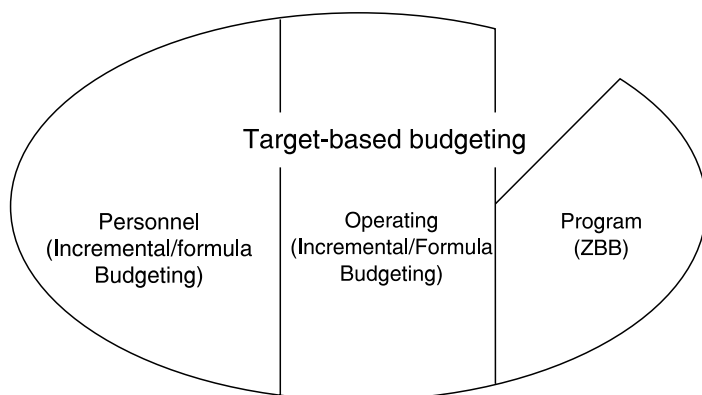 Target-based budgeting
Personnel
(Incremental/formula
Budgeting)
Operating
(Incremental/Formula
Budgeting)
Program
(ZBB)